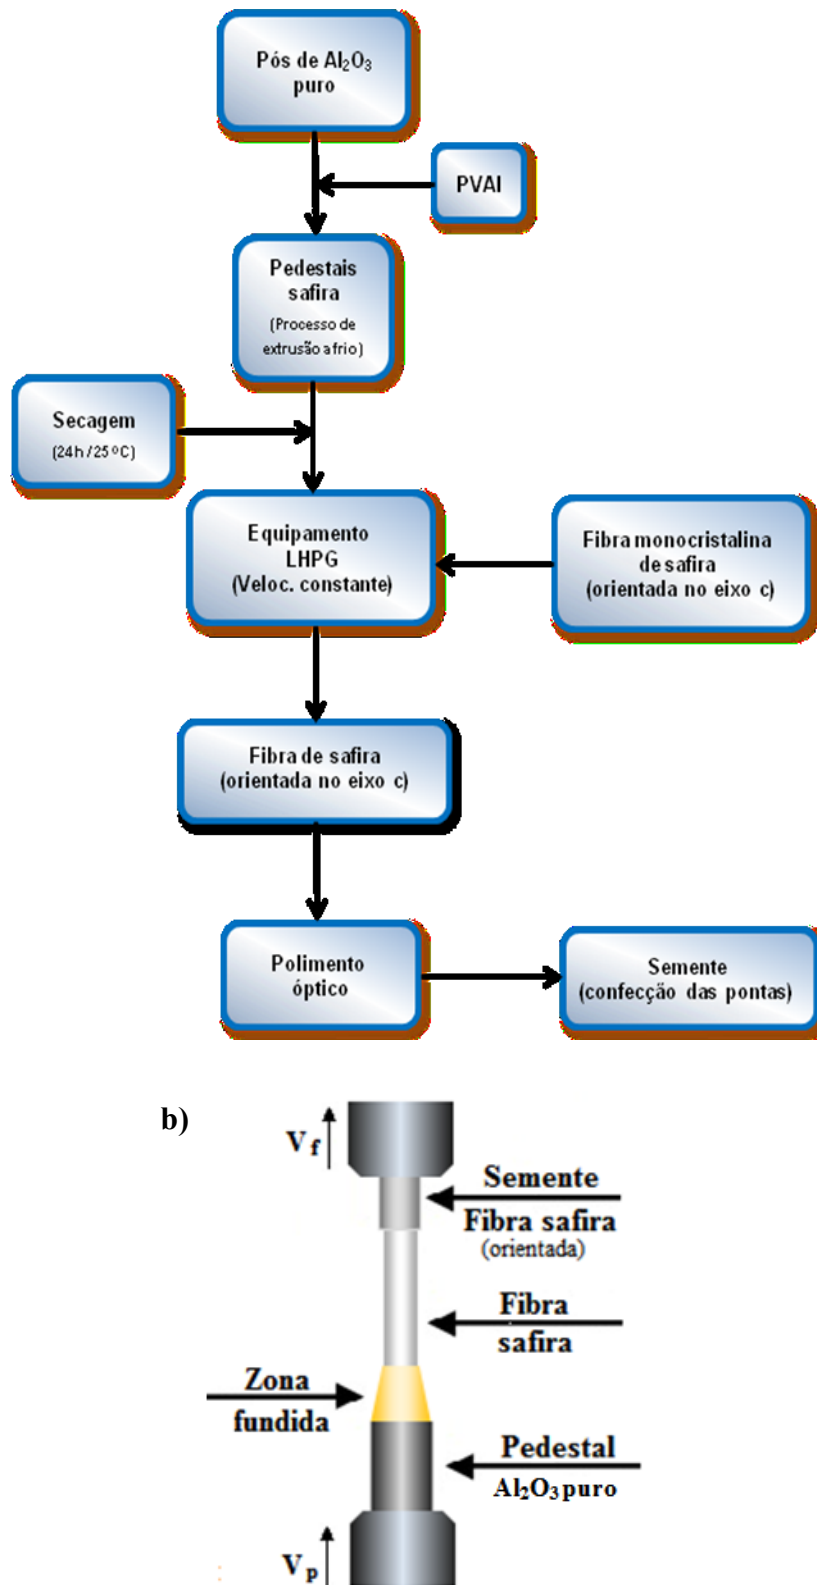 Pós de Al₂O₃
puro
PVAl
Pedestais
safira
(Processo de
extrusão a frio)
Secagem
(24h / 25 ºC)
Equipamento
LHPG
(Veloc. constante)
Fibra monocristalina
de safira
(orientada no eixo c)
Fibra de safira
(orientada no eixo c)
Polimento
óptico
Semente
(confecção das pontas)
b)
V f
Semente
Fibra safira
(orientada)
Fibra
safira
Zona
fundida
Pedestal
Al₂O₃ puro
V p